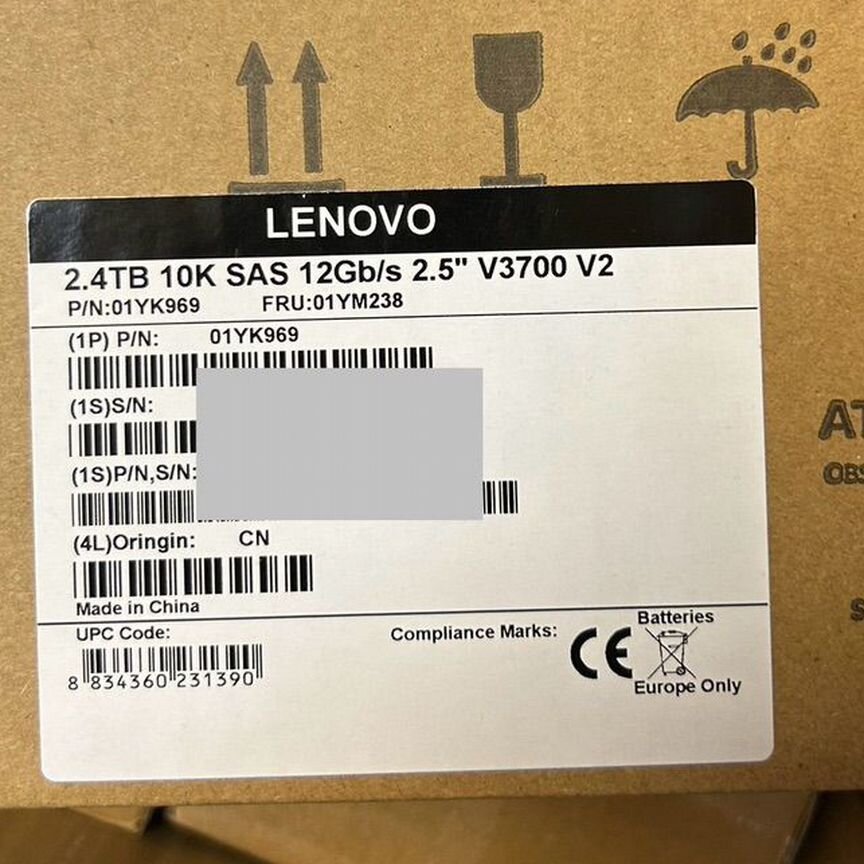 LENOVO
2.4TB 10K SAS 12Gb/s 2.5" V3700 V2
P/N:01YK969 FRU:01YM238
(1P) P/N: 01YK969
(1S)S/N:
(1S)P/N,S/N:
(4L)Oringin: CN
Made in China
UPC Code:
8 834360 231390
Compliance Marks:
CE
Batteries
Europe Only